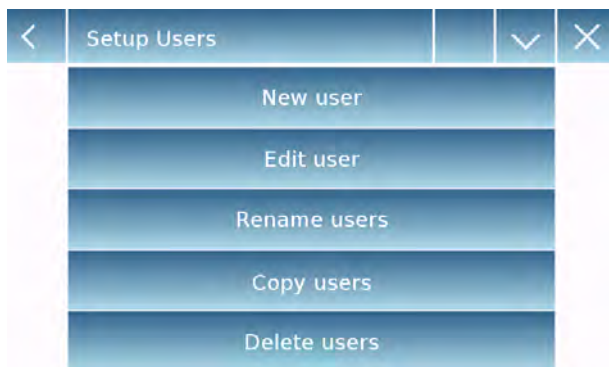 Setup Users
New user
Edit user
Rename users
Copy users
Delete users